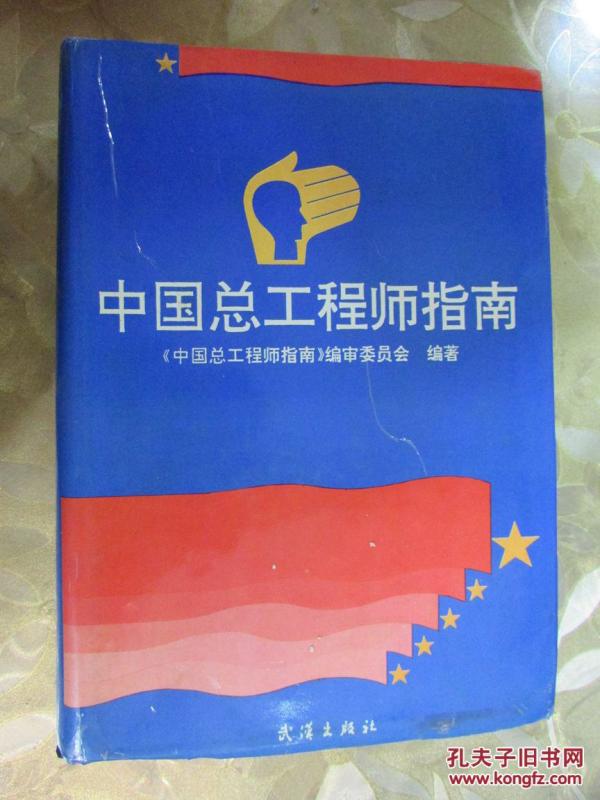 中国总工程师指南
《中国总工程师指南》编审委员会 编著
武汉出版社
孔夫子旧书网
www.kongfz.com